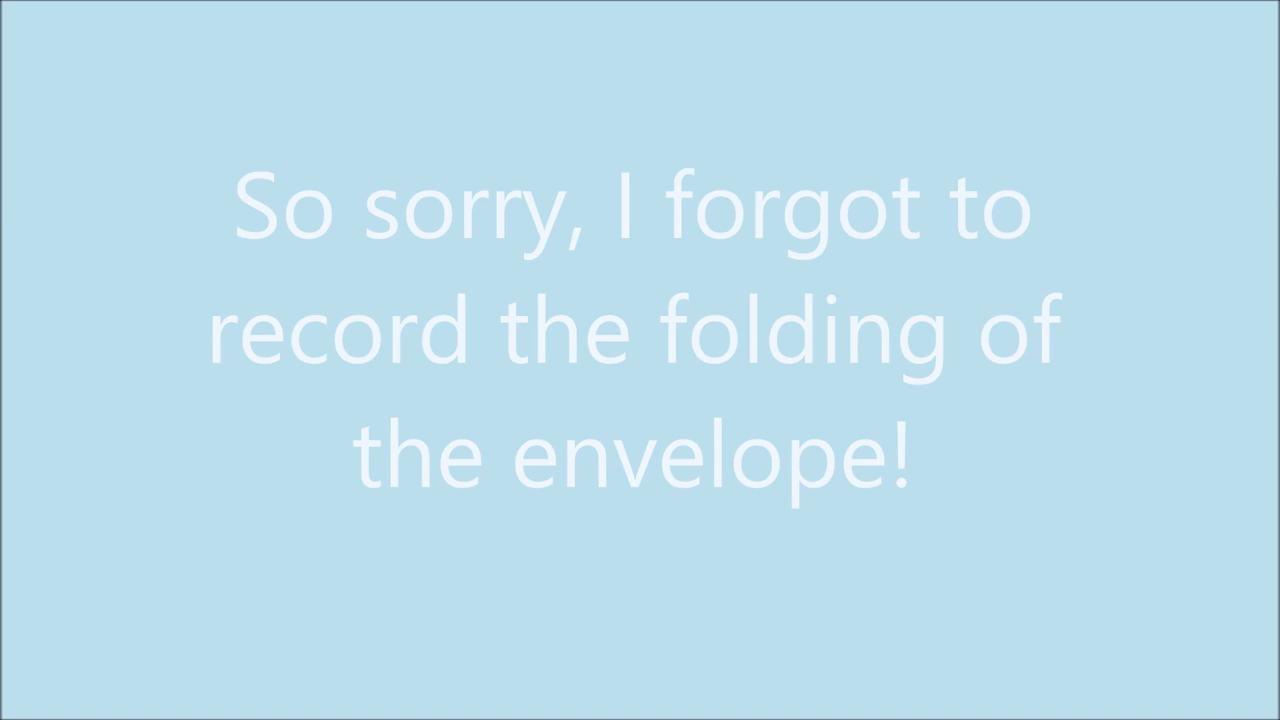 So sorry, I forgot to
record the folding of
the envelope!